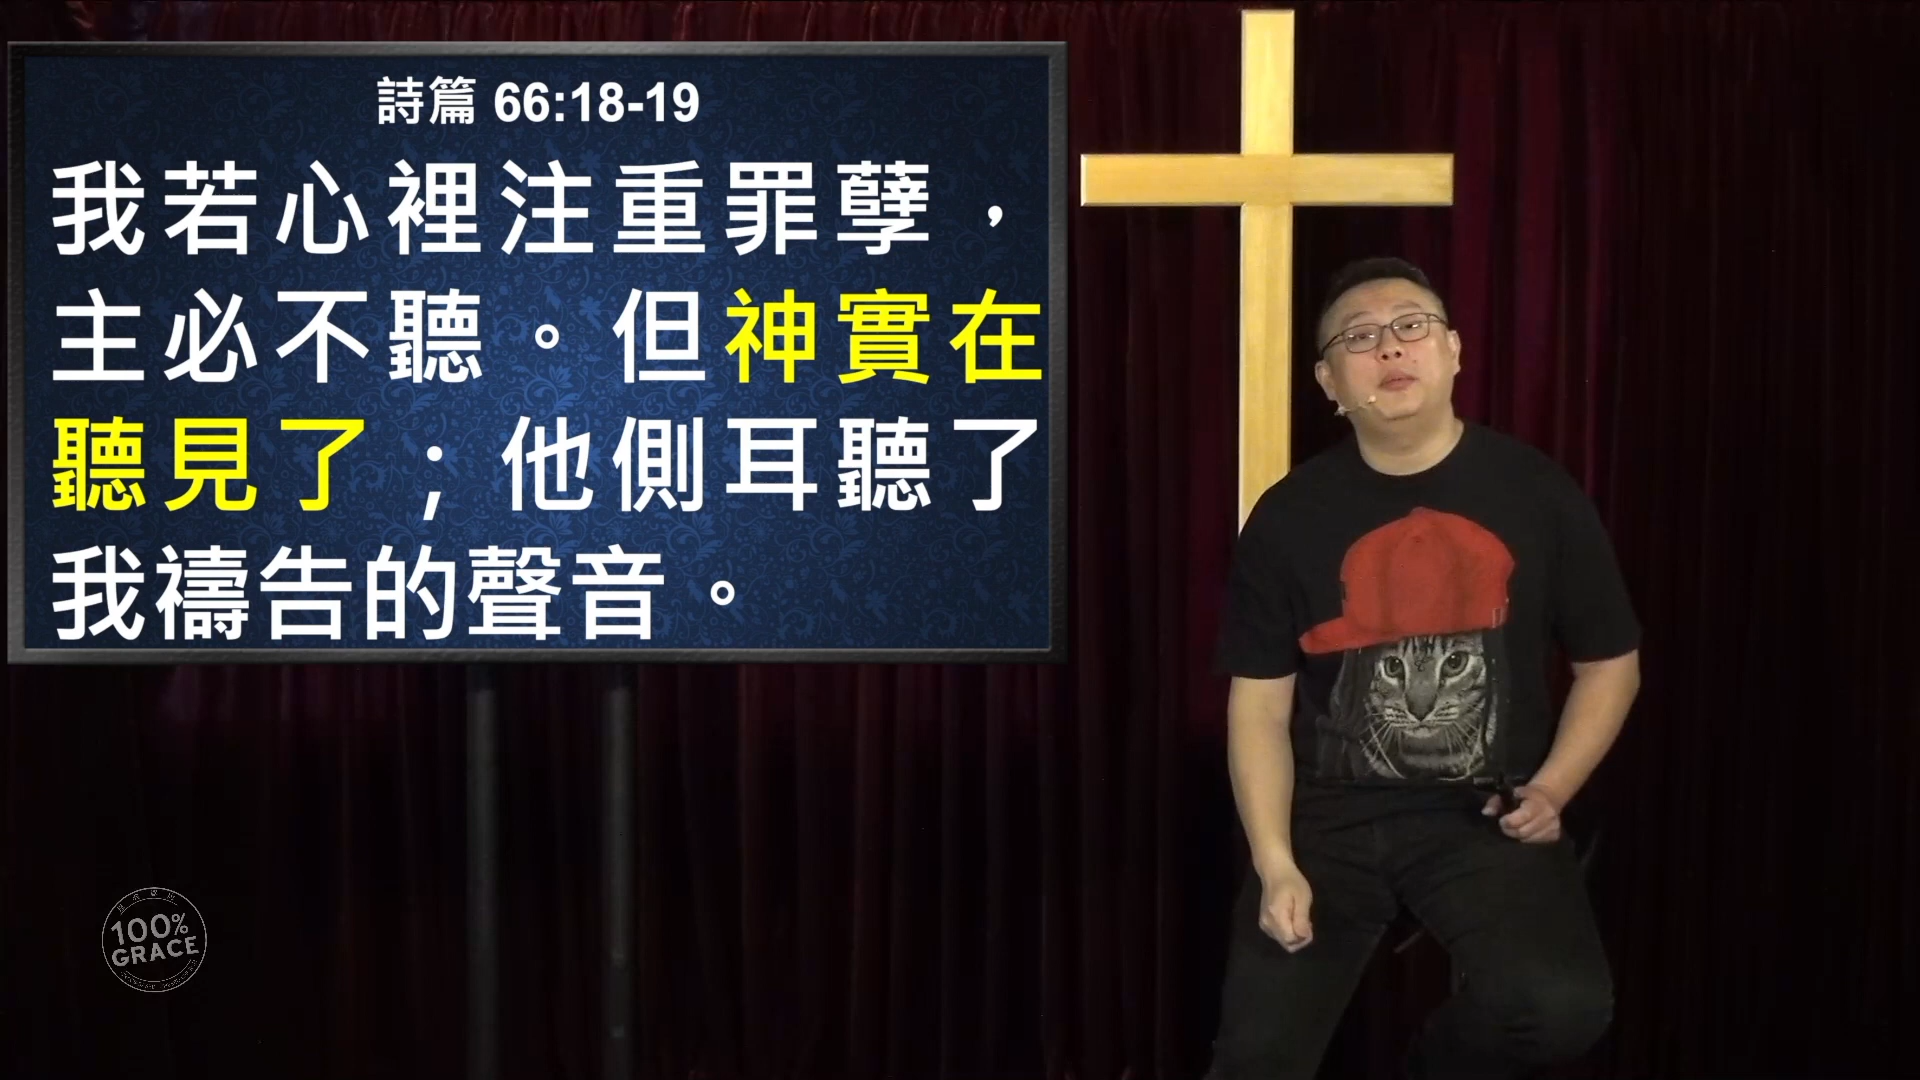 詩篇 66:18-19
我若心裡注重罪孽，
主必不聽。但神實在
聽見了；他側耳聽了
我禱告的聲音。
100%
GRACE